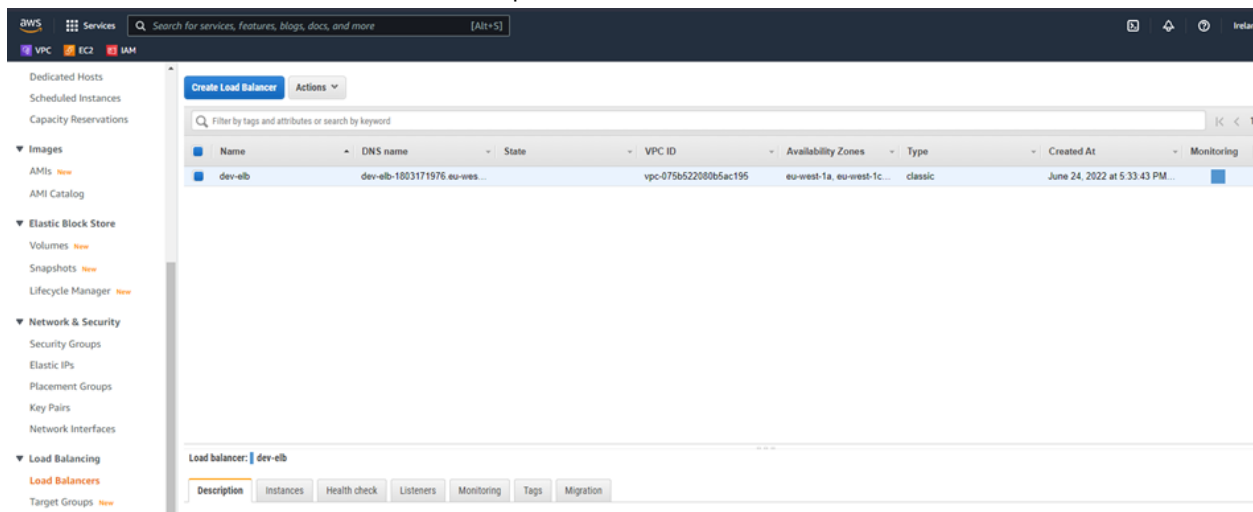 aws Services Search for services, features, blogs, docs, and more [Alt+S]
VPC EC2 IAM
Dedicated Hosts
Scheduled Instances
Capacity Reservations
Images
AMIs New
AMI Catalog
Elastic Block Store
Volumes New
Snapshots New
Lifecycle Manager New
Network & Security
Security Groups
Elastic IPs
Placement Groups
Key Pairs
Network Interfaces
Load Balancing
Load Balancers
Target Groups New
Create Load Balancer Actions
Filter by tags and attributes or search by keyword
Name DNS name State VPC ID Availability Zones Type Created At Monitoring
dev-elb dev-elb-1803171976.eu-wes... vpc-075b522080b5ac195 eu-west-1a, eu-west-1c... classic June 24, 2022 at 5:33:43 PM...
Load balancer: dev-elb
Description Instances Health check Listeners Monitoring Tags Migration